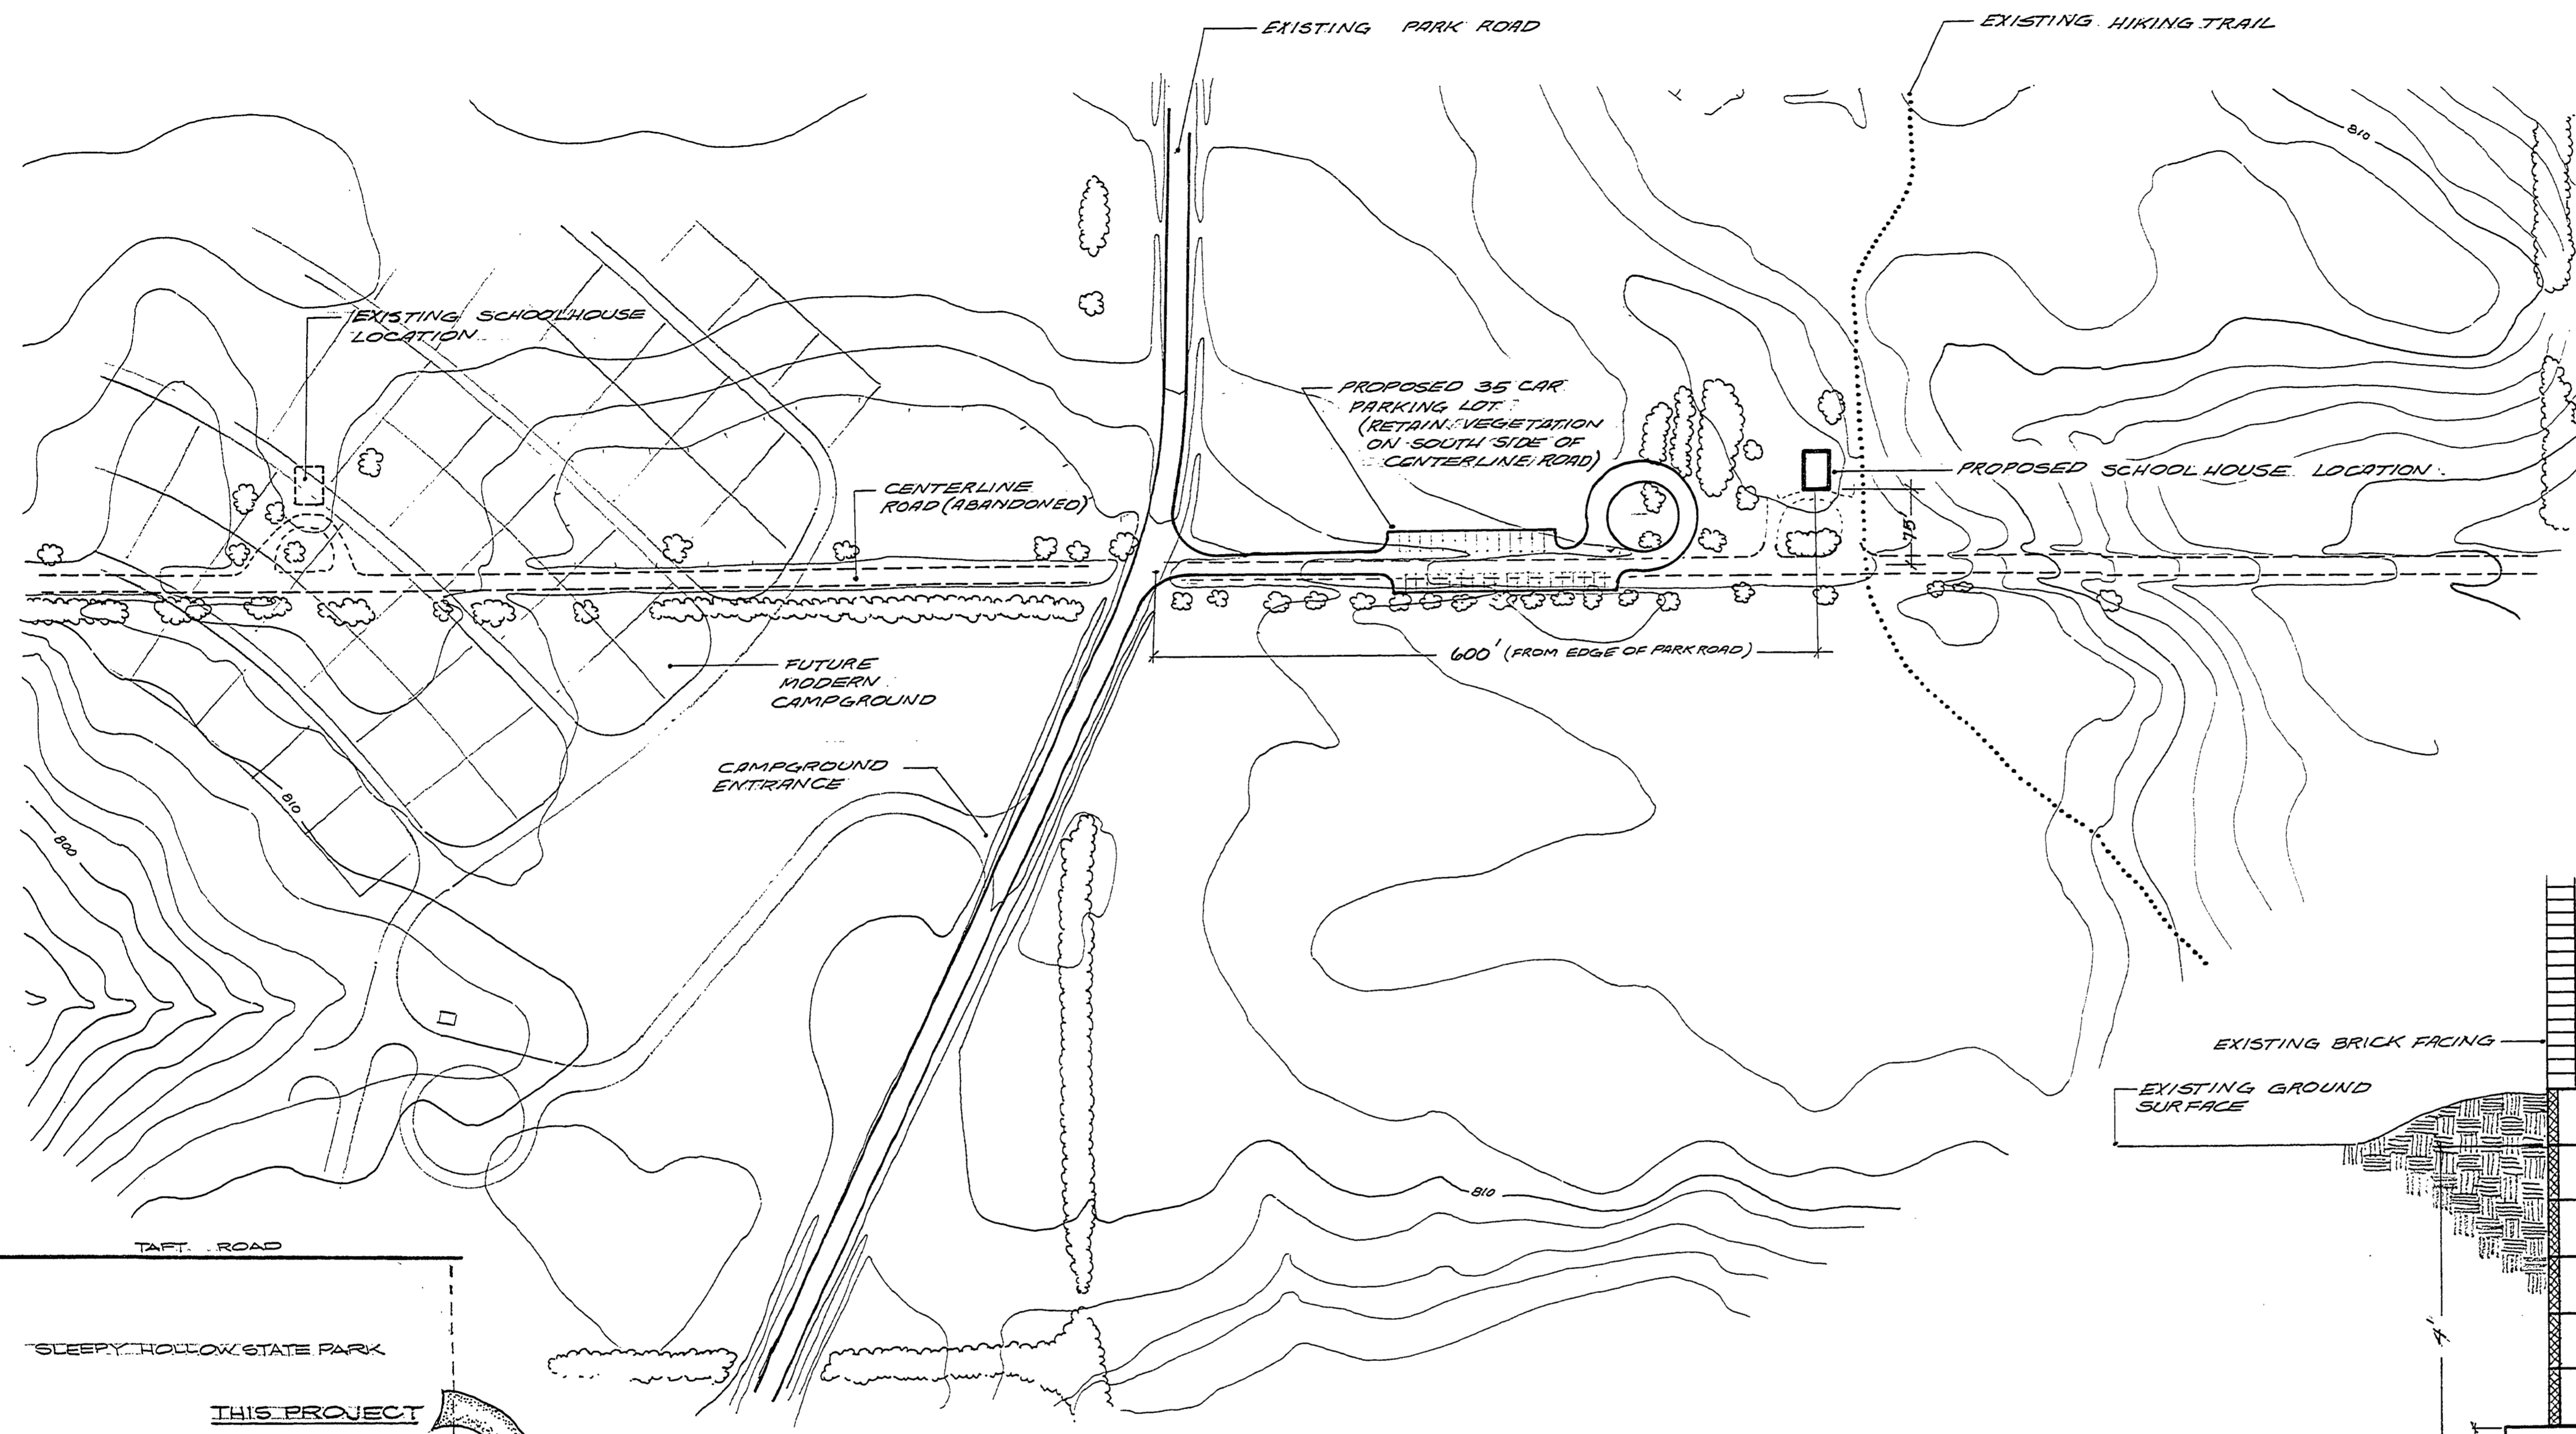 EXISTING PARK ROAD
EXISTING HIKING TRAIL
810
EXISTING SCHOOLHOUSE
LOCATION
PROPOSED 35 CAR
PARKING LOT
(RETAIN VEGETATION
ON SOUTH SIDE OF
CENTERLINE ROAD)
PROPOSED SCHOOL HOUSE LOCATION
CENTERLINE
ROAD (ABANDONED)
75'
600' (FROM EDGE OF PARK ROAD)
FUTURE
MODERN
CAMPGROUND
CAMPGROUND
ENTRANCE
810
800
EXISTING BRICK FACING
EXISTING GROUND
SURFACE
810
TAFT ROAD
SLEEPY HOLLOW STATE PARK
4'
THIS PROJECT